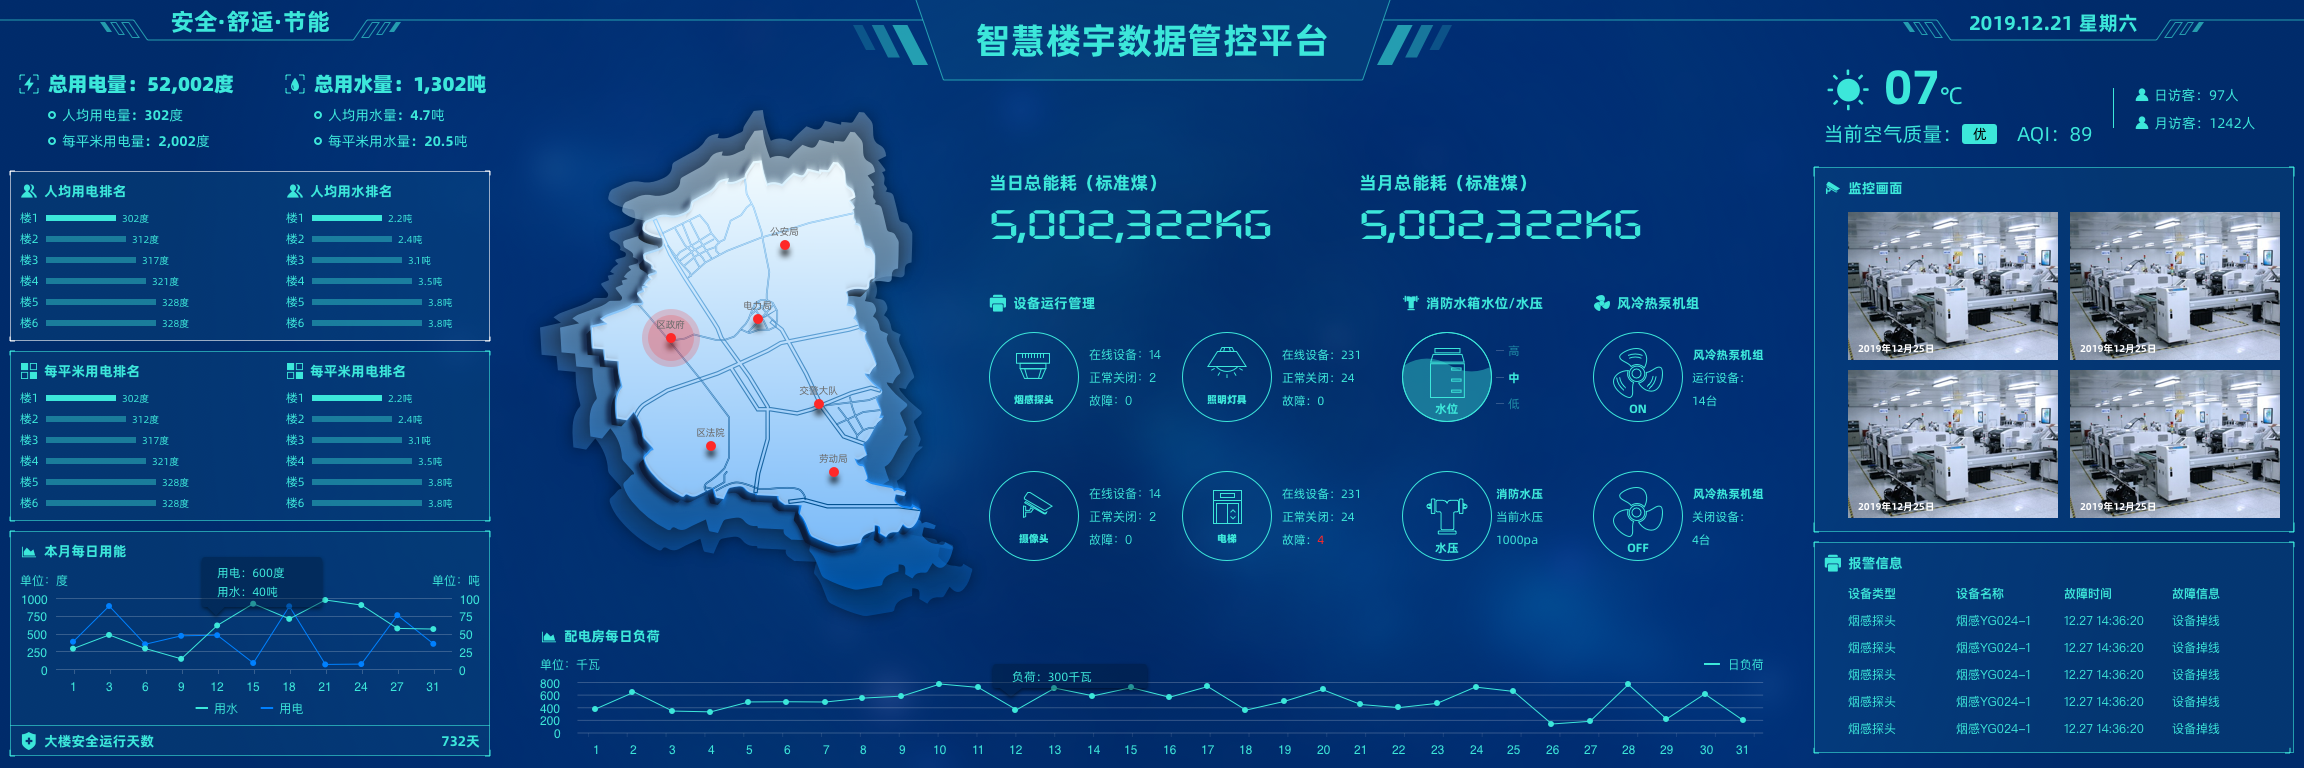 安全·舒适·节能
智慧楼宇数据管控平台
2019.12.21 星期六
总用电量：52,002度
人均用电量：302度
每平米用电量：2,002度
总用水量：1,302吨
人均用水量：4.7吨
每平米用水量：20.5吨
人均用电排名
楼1 302度
楼2 312度
楼3 317度
楼4 321度
楼5 328度
楼6 328度
人均用水排名
楼1 2.2吨
楼2 2.4吨
楼3 3.1吨
楼4 3.5吨
楼5 3.8吨
楼6 3.8吨
每平米用电排名
楼1 302度
楼2 312度
楼3 317度
楼4 321度
楼5 328度
楼6 328度
每平米用电排名
楼1 2.2吨
楼2 2.4吨
楼3 3.1吨
楼4 3.5吨
楼5 3.8吨
楼6 3.8吨
本月每日用能
单位：度
单位：吨
用电：600度
用水：40吨
1000
750
500
250
0
100
75
50
25
0
1 3 6 9 12 15 18 21 24 27 31
用水 用电
大楼安全运行天数 732天
公安局
电力局
区政府
交警大队
区法院
劳动局
当日总能耗（标准煤）
5,002,322KG
当月总能耗（标准煤）
5,002,322KG
设备运行管理
烟感探头
在线设备：14
正常关闭：2
故障：0
照明灯具
在线设备：231
正常关闭：24
故障：0
摄像头
在线设备：14
正常关闭：2
故障：0
电梯
在线设备：231
正常关闭：24
故障：4
消防水箱水位/水压
水位
高
中
低
水压
消防水压
当前水压
1000pa
风冷热泵机组
ON
风冷热泵机组
运行设备：
14台
OFF
风冷热泵机组
关闭设备：
4台
配电房每日负荷
单位：千瓦
日负荷
负荷：300千瓦
800
600
400
200
0
1 2 3 4 5 6 7 8 9 10 11 12 13 14 15 16 17 18 19 20 21 22 23 24 25 26 27 28 29 30 31
07℃
当前空气质量：优 AQI：89
日访客：97人
月访客：1242人
监控画面
2019年12月25日
2019年12月25日
2019年12月25日
2019年12月25日
报警信息
设备类型 设备名称 故障时间 故障信息
烟感探头 烟感YG024-1 12.27 14:36:20 设备掉线
烟感探头 烟感YG024-1 12.27 14:36:20 设备掉线
烟感探头 烟感YG024-1 12.27 14:36:20 设备掉线
烟感探头 烟感YG024-1 12.27 14:36:20 设备掉线
烟感探头 烟感YG024-1 12.27 14:36:20 设备掉线